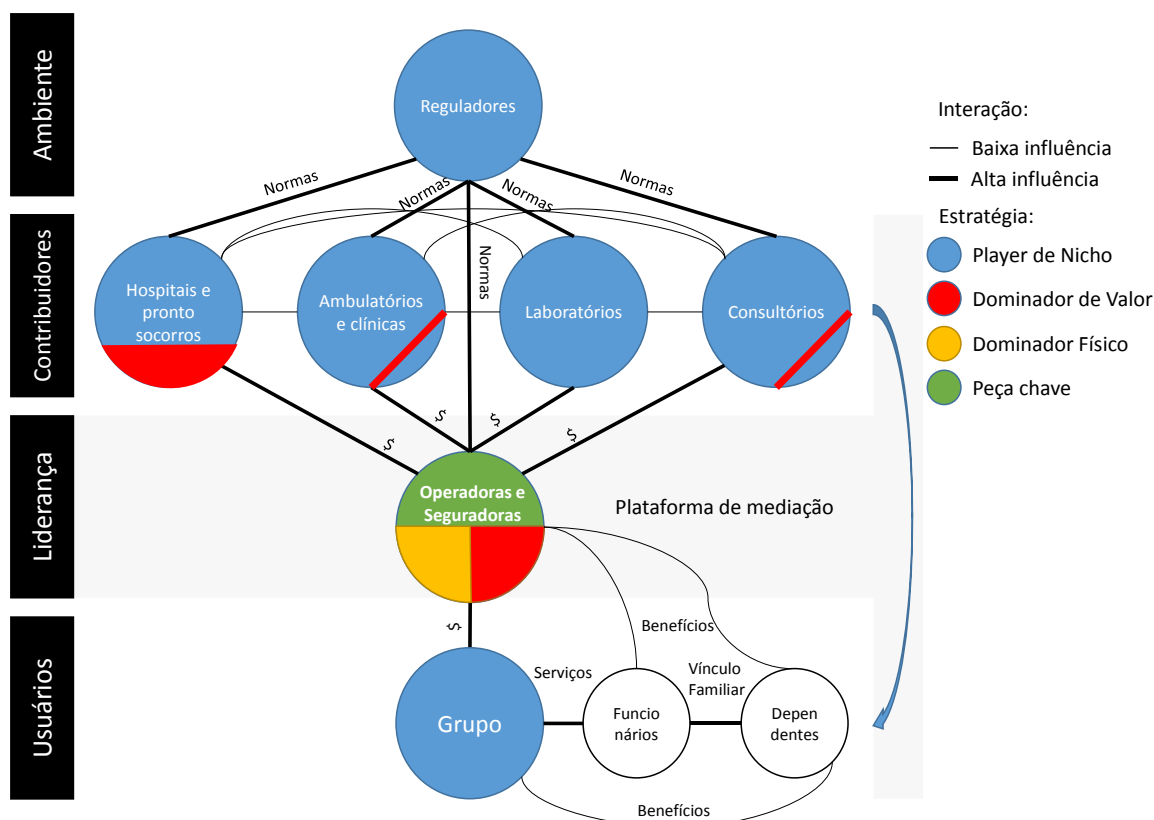 Ambiente
Reguladores
Interação:
Baixa influência
Alta influência
Normas
Normas
Normas
Normas
Normas
Estratégia:
Player de Nicho
Dominador de Valor
Dominador Físico
Peça chave
Contribuidores
Hospitais e
pronto
socorros
Ambulatórios
e clínicas
Laboratórios
Consultórios
$
$
$
$
Liderança
Operadoras e
Seguradoras
Plataforma de mediação
$
Usuários
Grupo
Serviços
Benefícios
Funcio
nários
Vínculo
Familiar
Depen
dentes
Benefícios